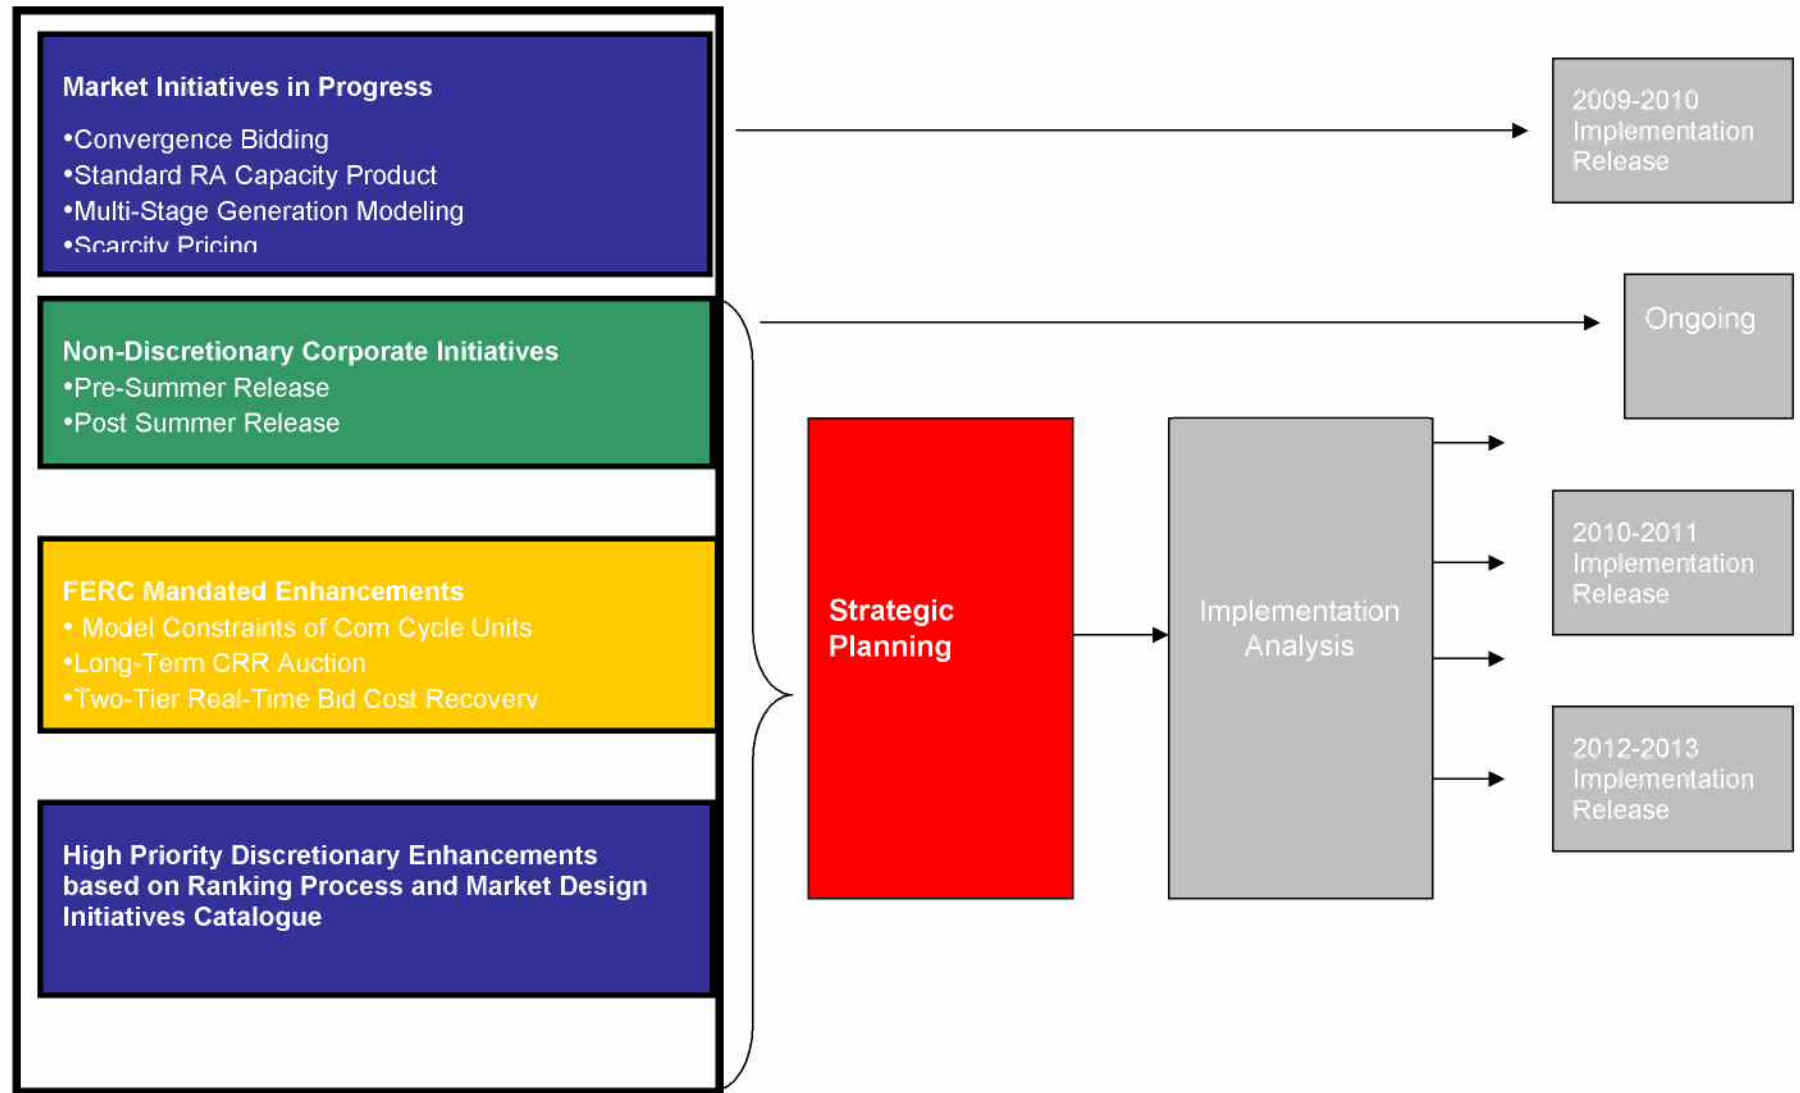 Market Initiatives in Progress
•Convergence Bidding
•Standard RA Capacity Product
•Multi-Stage Generation Modeling
•Scarcity Pricing
Non-Discretionary Corporate Initiatives
•Pre-Summer Release
•Post Summer Release
FERC Mandated Enhancements
• Model Constraints of Com Cycle Units
•Long-Term CRR Auction
•Two-Tier Real-Time Bid Cost Recovery
High Priority Discretionary Enhancements
based on Ranking Process and Market Design
Initiatives Catalogue
Strategic
Planning
Implementation
Analysis
2009-2010
Implementation
Release
Ongoing
2010-2011
Implementation
Release
2012-2013
Implementation
Release